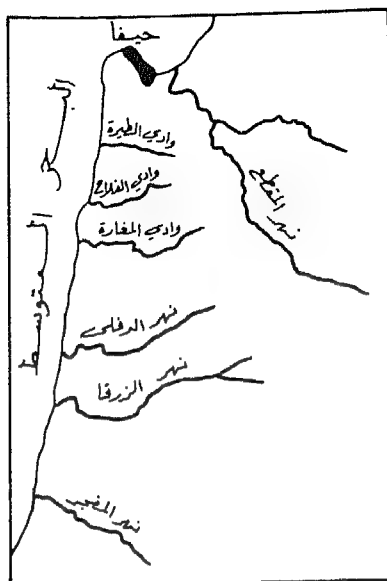 حيفا
البحر
المتوسط
وادي الطيرة
وادي الفلاح
وادي المغارة
نهر المقطع
نهر الدفلى
نهر الزرقا
نهر المفجر